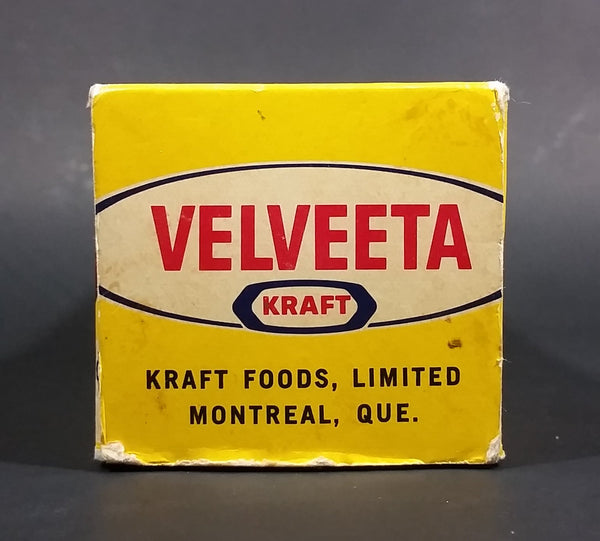 VELVEETA
KRAFT
KRAFT FOODS, LIMITED
MONTREAL, QUE.